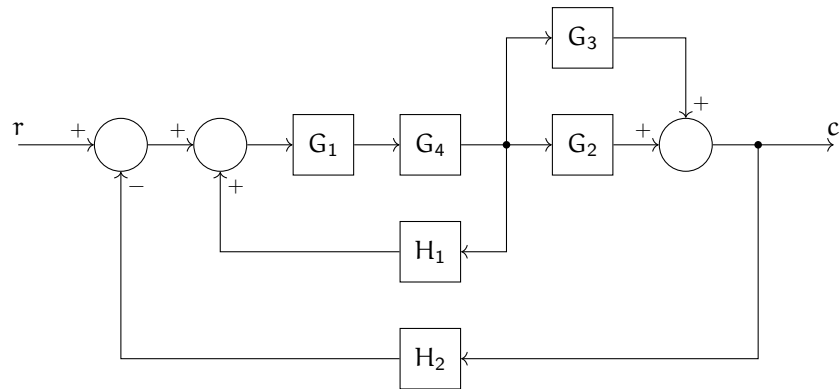 G₃
r + + G₁ G₄ G₂ + + c
− + H₁
H₂